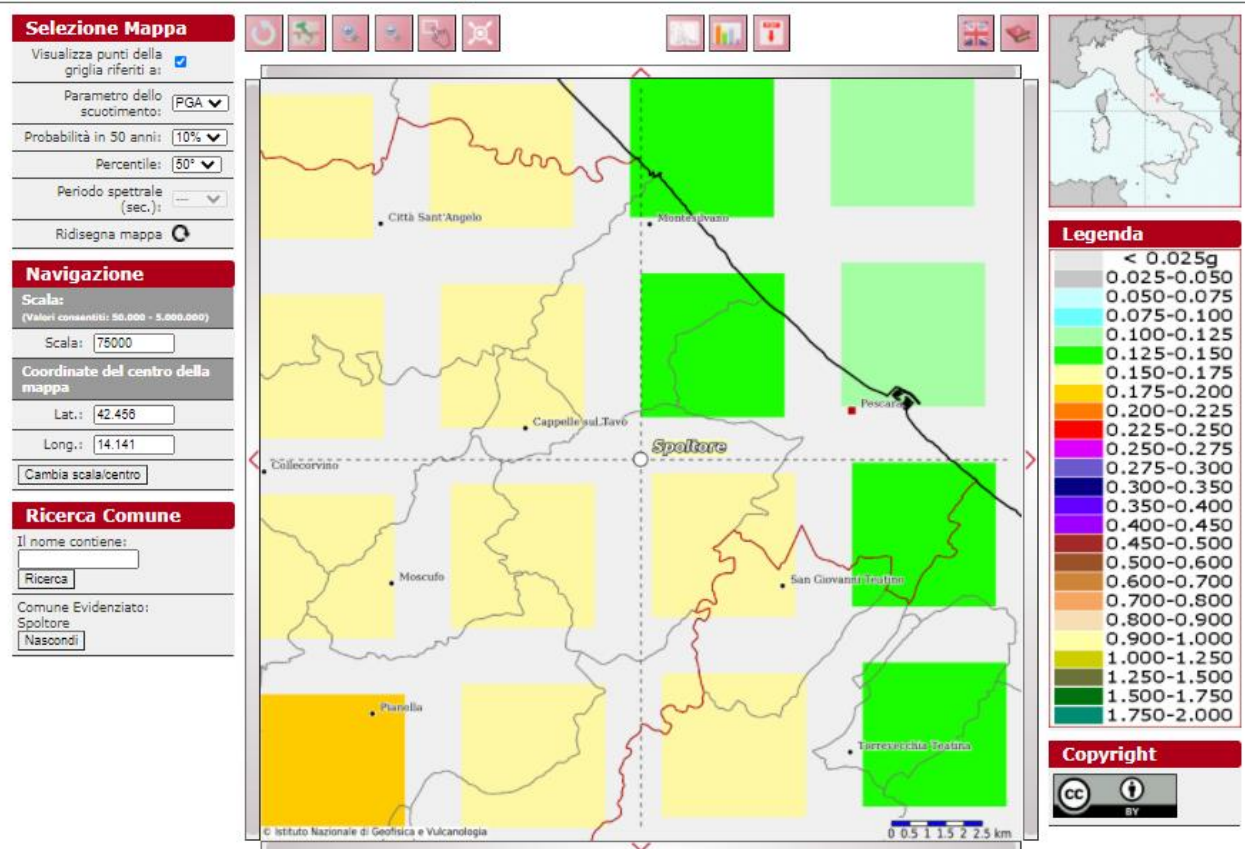 Selezione Mappa
Visualizza punti della
griglia riferiti a:
Parametro dello
scuotimento: PGA
Probabilità in 50 anni: 10%
Percentile: 50°
Periodo spettrale
(sec.): ---
Ridisegna mappa
Navigazione
Scala:
(Valori consentiti: 50.000 - 5.000.000)
Scala: 75000
Coordinate del centro della
mappa
Lat.: 42.456
Long.: 14.141
Cambia scala/centro
Ricerca Comune
Il nome contiene:
Ricerca
Comune Evidenziato:
Spoltore
Nascondi
Città Sant'Angelo
Montesilvano
Pescara
Cappelle sul Tavo
Spoltore
Collecorvino
Moscufo
San Giovanni Teatino
Pianella
Torrevecchia Teatina
© Istituto Nazionale di Geofisica e Vulcanologia
0 0.5 1 1.5 2 2.5 km
Legenda
< 0.025g
0.025-0.050
0.050-0.075
0.075-0.100
0.100-0.125
0.125-0.150
0.150-0.175
0.175-0.200
0.200-0.225
0.225-0.250
0.250-0.275
0.275-0.300
0.300-0.350
0.350-0.400
0.400-0.450
0.450-0.500
0.500-0.600
0.600-0.700
0.700-0.800
0.800-0.900
0.900-1.000
1.000-1.250
1.250-1.500
1.500-1.750
1.750-2.000
Copyright
cc
BY